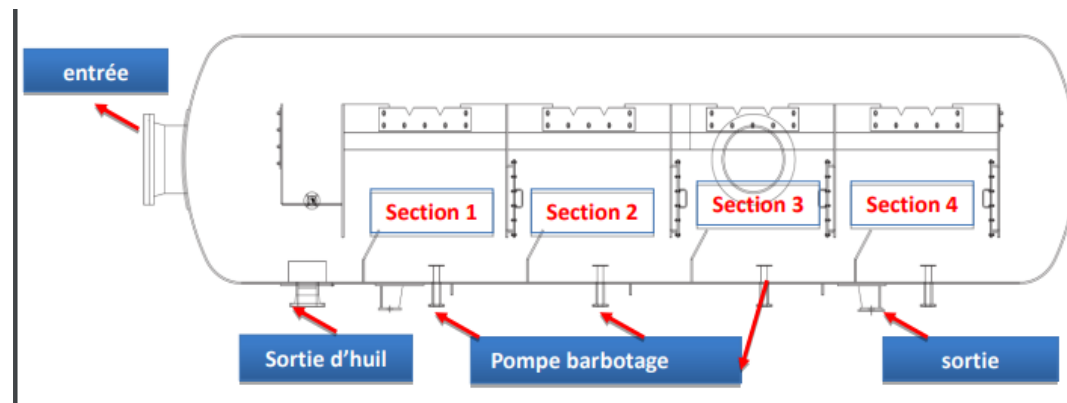 entrée
Section 1
Section 2
Section 3
Section 4
Sortie d’huil
Pompe barbotage
sortie